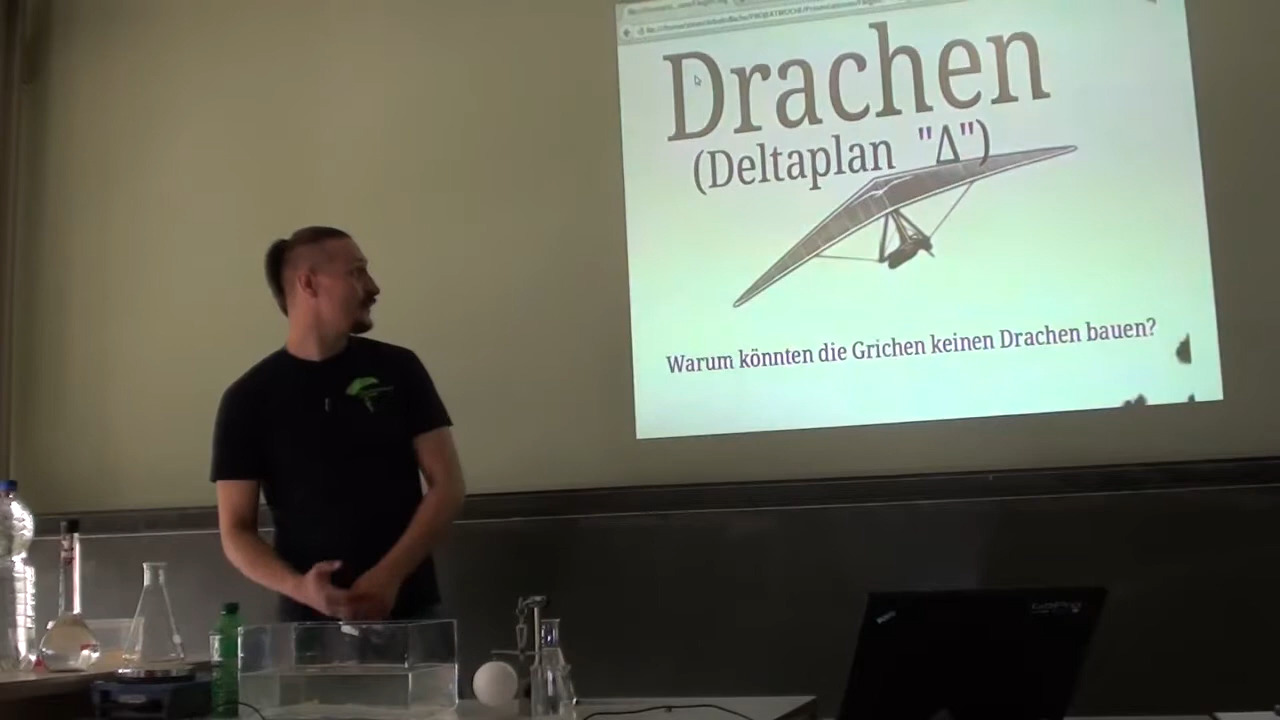 Drachen
(Deltaplan "Δ")
Warum könnten die Grichen keinen Drachen bauen?